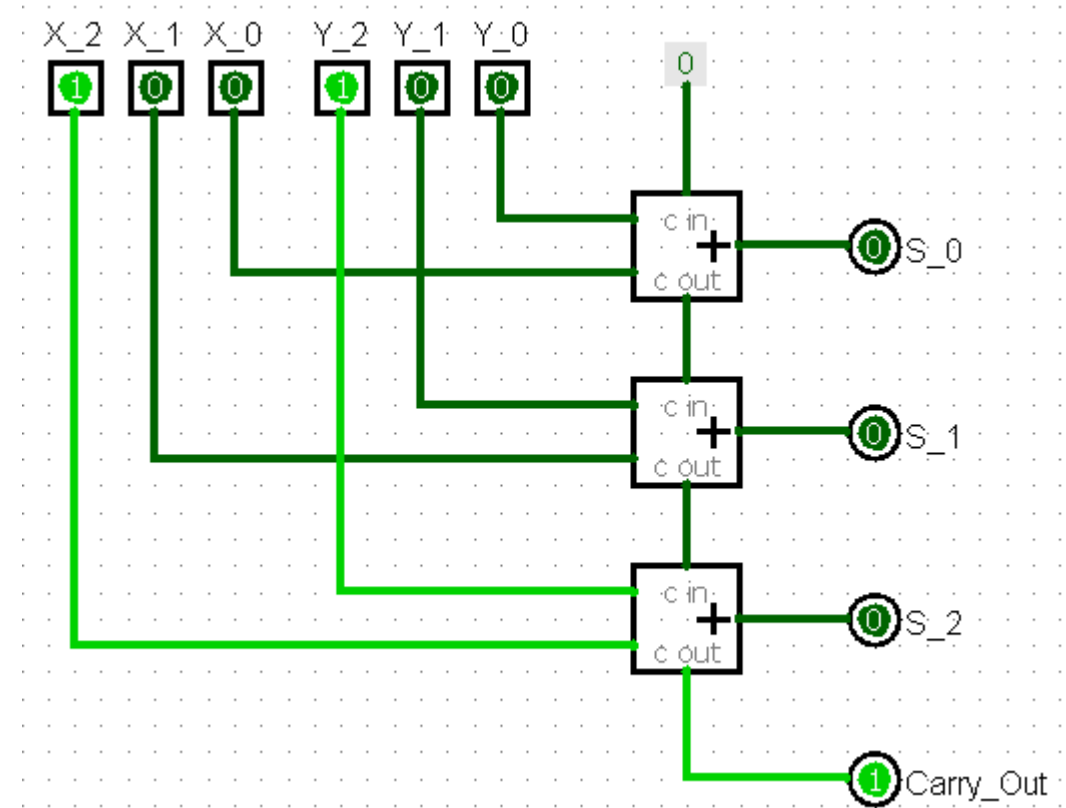 X_2 X_1 X_0 Y_2 Y_1 Y_0
1 0 0 1 0 0
0
c in
+
c out
0 S_0
c in
+
c out
0 S_1
c in
+
c out
0 S_2
1 Carry_Out